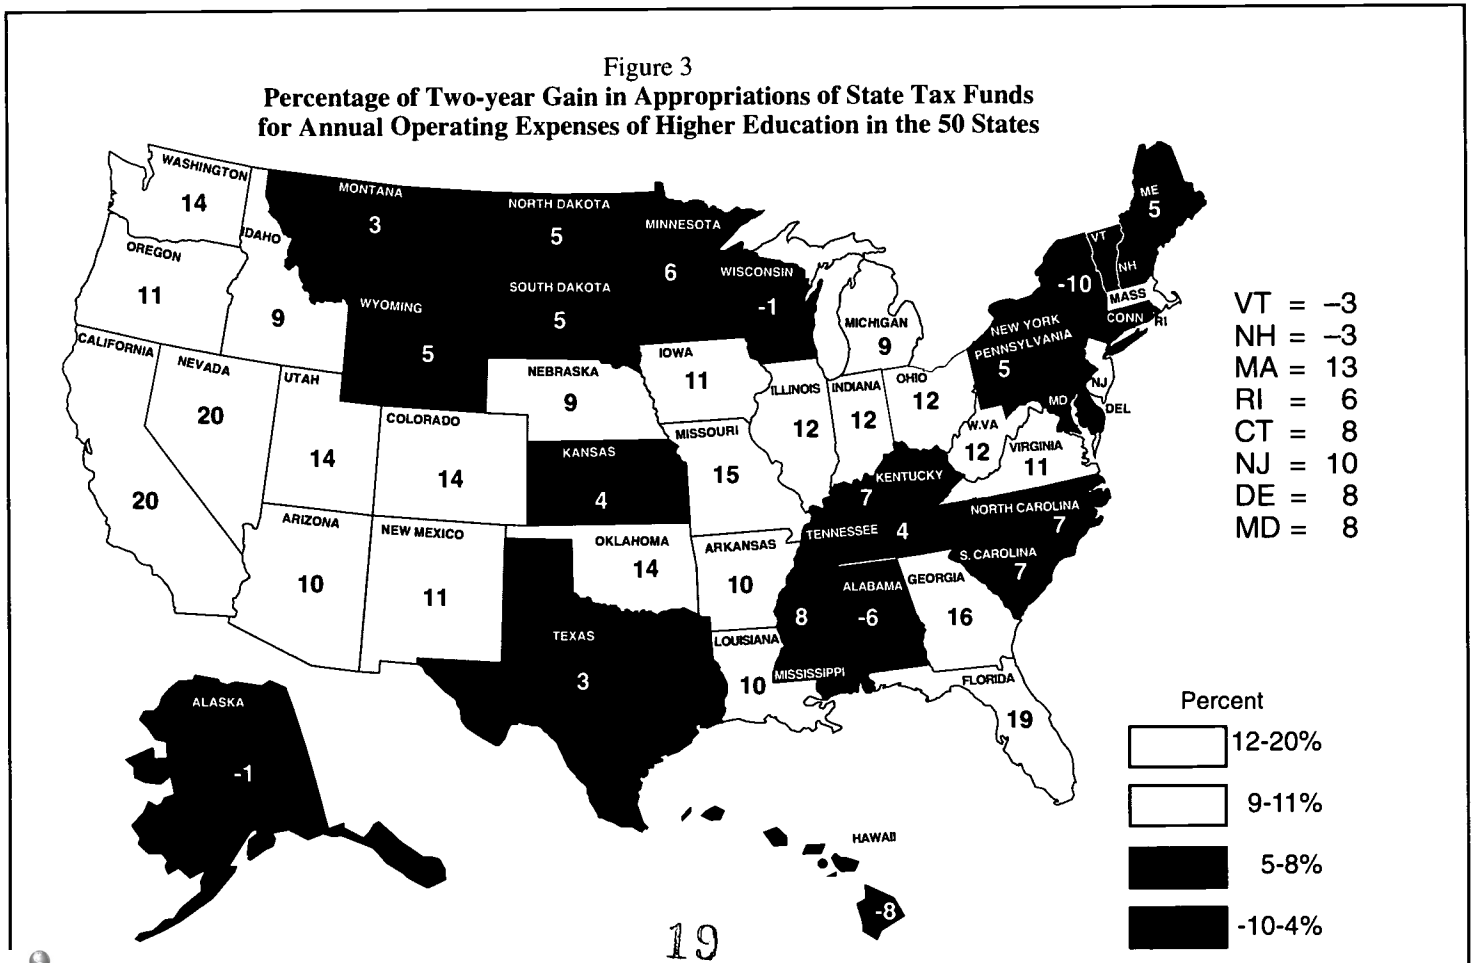 Figure 3
Percentage of Two-year Gain in Appropriations of State Tax Funds
for Annual Operating Expenses of Higher Education in the 50 States
WASHINGTON
14
MONTANA
3
NORTH DAKOTA
5
MINNESOTA
6
ME
5
IDAHO
9
OREGON
11
WISCONSIN
-1
VT
NH
-10
MASS
CONN
RI
SOUTH DAKOTA
5
WYOMING
5
MICHIGAN
9
NEW YORK
PENNSYLVANIA
5
NJ
MD
DEL
CALIFORNIA
20
NEVADA
20
UTAH
14
COLORADO
14
NEBRASKA
9
IOWA
11
ILLINOIS
12
INDIANA
12
OHIO
12
W.VA
12
VIRGINIA
11
KANSAS
4
MISSOURI
15
KENTUCKY
7
NORTH CAROLINA
7
TENNESSEE 4
S. CAROLINA
7
ARIZONA
10
NEW MEXICO
11
OKLAHOMA
14
ARKANSAS
10
8
MISSISSIPPI
ALABAMA
-6
GEORGIA
16
TEXAS
3
LOUISIANA
10
FLORIDA
19
ALASKA
-1
HAWAII
-8
VT = –3
NH = –3
MA = 13
RI = 6
CT = 8
NJ = 10
DE = 8
MD = 8
Percent
12-20%
9-11%
5-8%
-10-4%
19